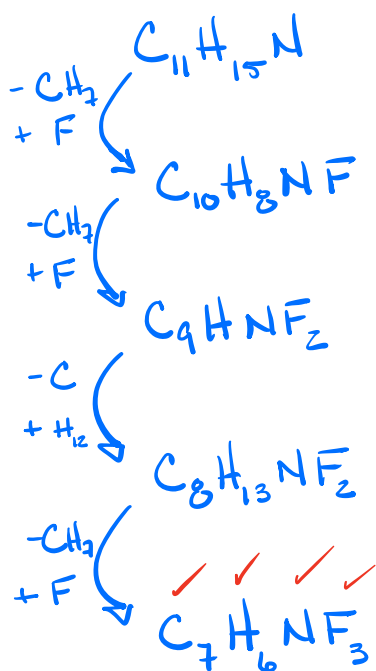 C₁₁H₁₅N
- CH₇
+ F
C₁₀H₈NF
-CH₇
+ F
C₉HNF₂
- C
+ H₁₂
C₈H₁₃NF₂
-CH₇
+ F
C₇H₆NF₃